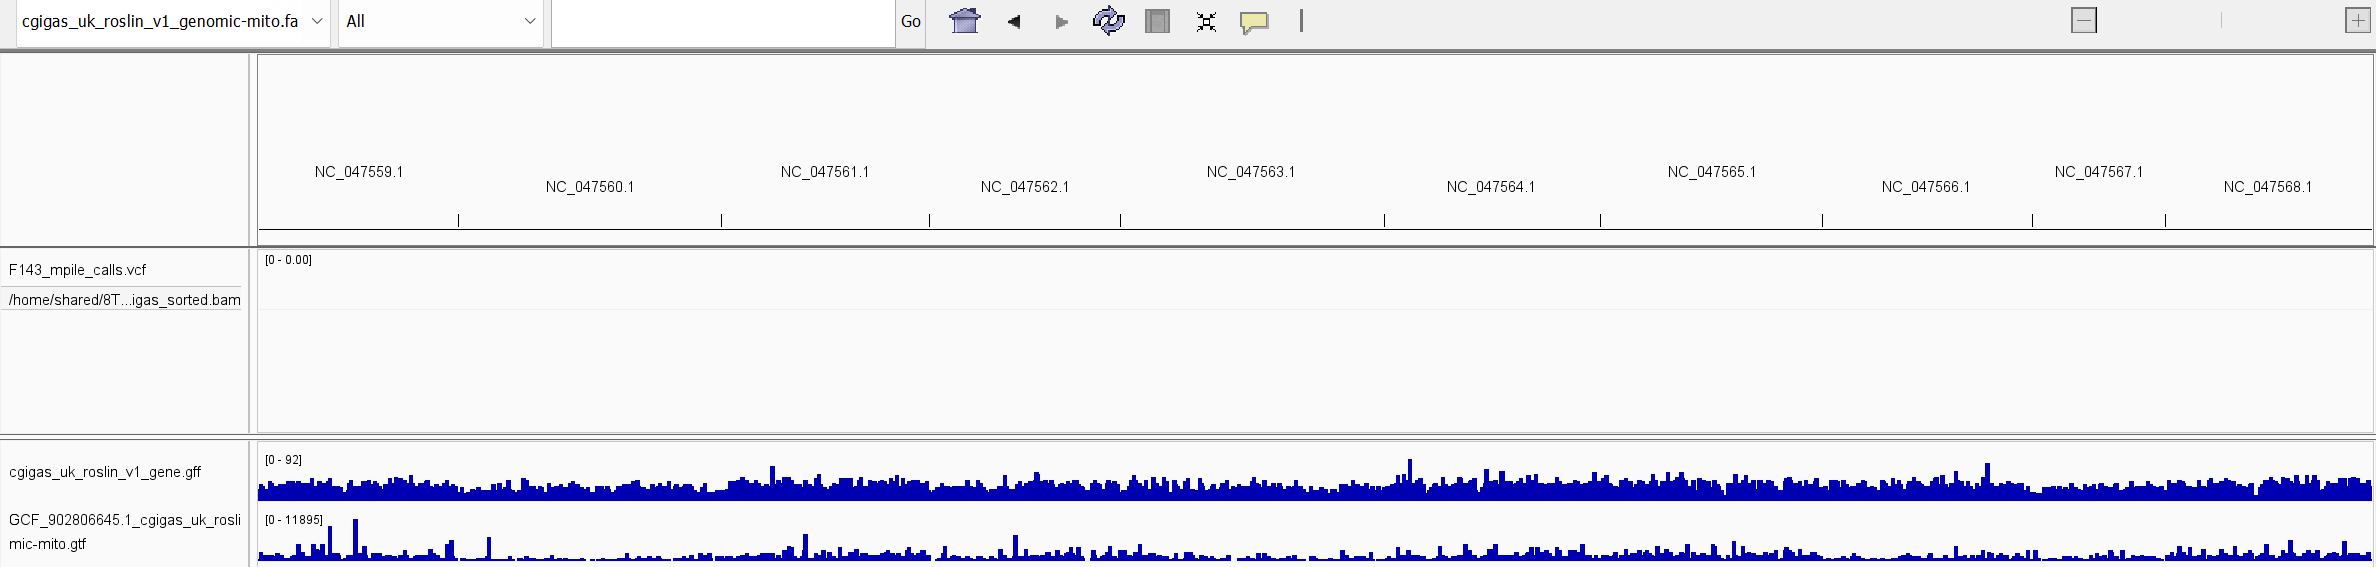 cgigas_uk_roslin_v1_genomic-mito.fa All Go
NC_047559.1 NC_047561.1 NC_047563.1 NC_047565.1 NC_047567.1
NC_047560.1 NC_047562.1 NC_047564.1 NC_047566.1 NC_047568.1
F143_mpile_calls.vcf [0 - 0.00]
/home/shared/8T...igas_sorted.bam
cgigas_uk_roslin_v1_gene.gff [0 - 92]
GCF_902806645.1_cgigas_uk_rosli [0 - 11895]
mic-mito.gtf